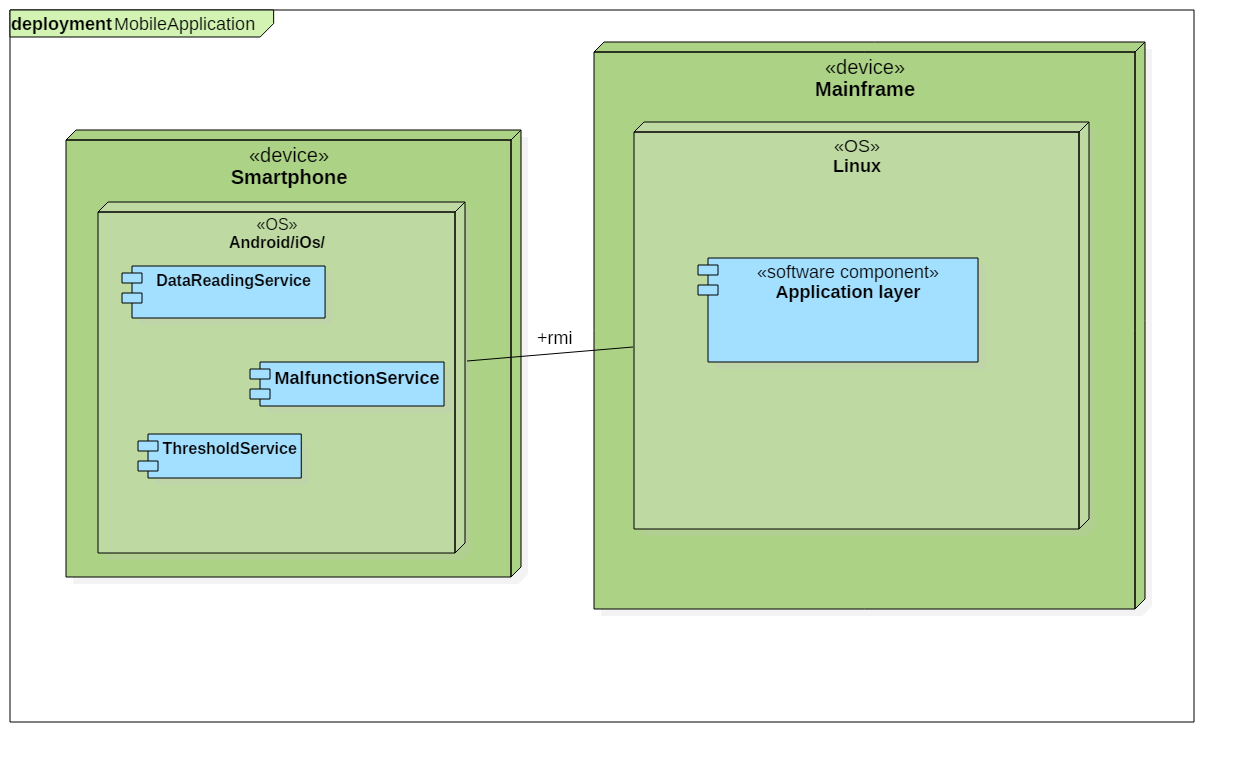 deployment MobileApplication
«device»
Smartphone
«OS»
Android/iOs/
DataReadingService
MalfunctionService
ThresholdService
+rmi
«device»
Mainframe
«OS»
Linux
«software component»
Application layer